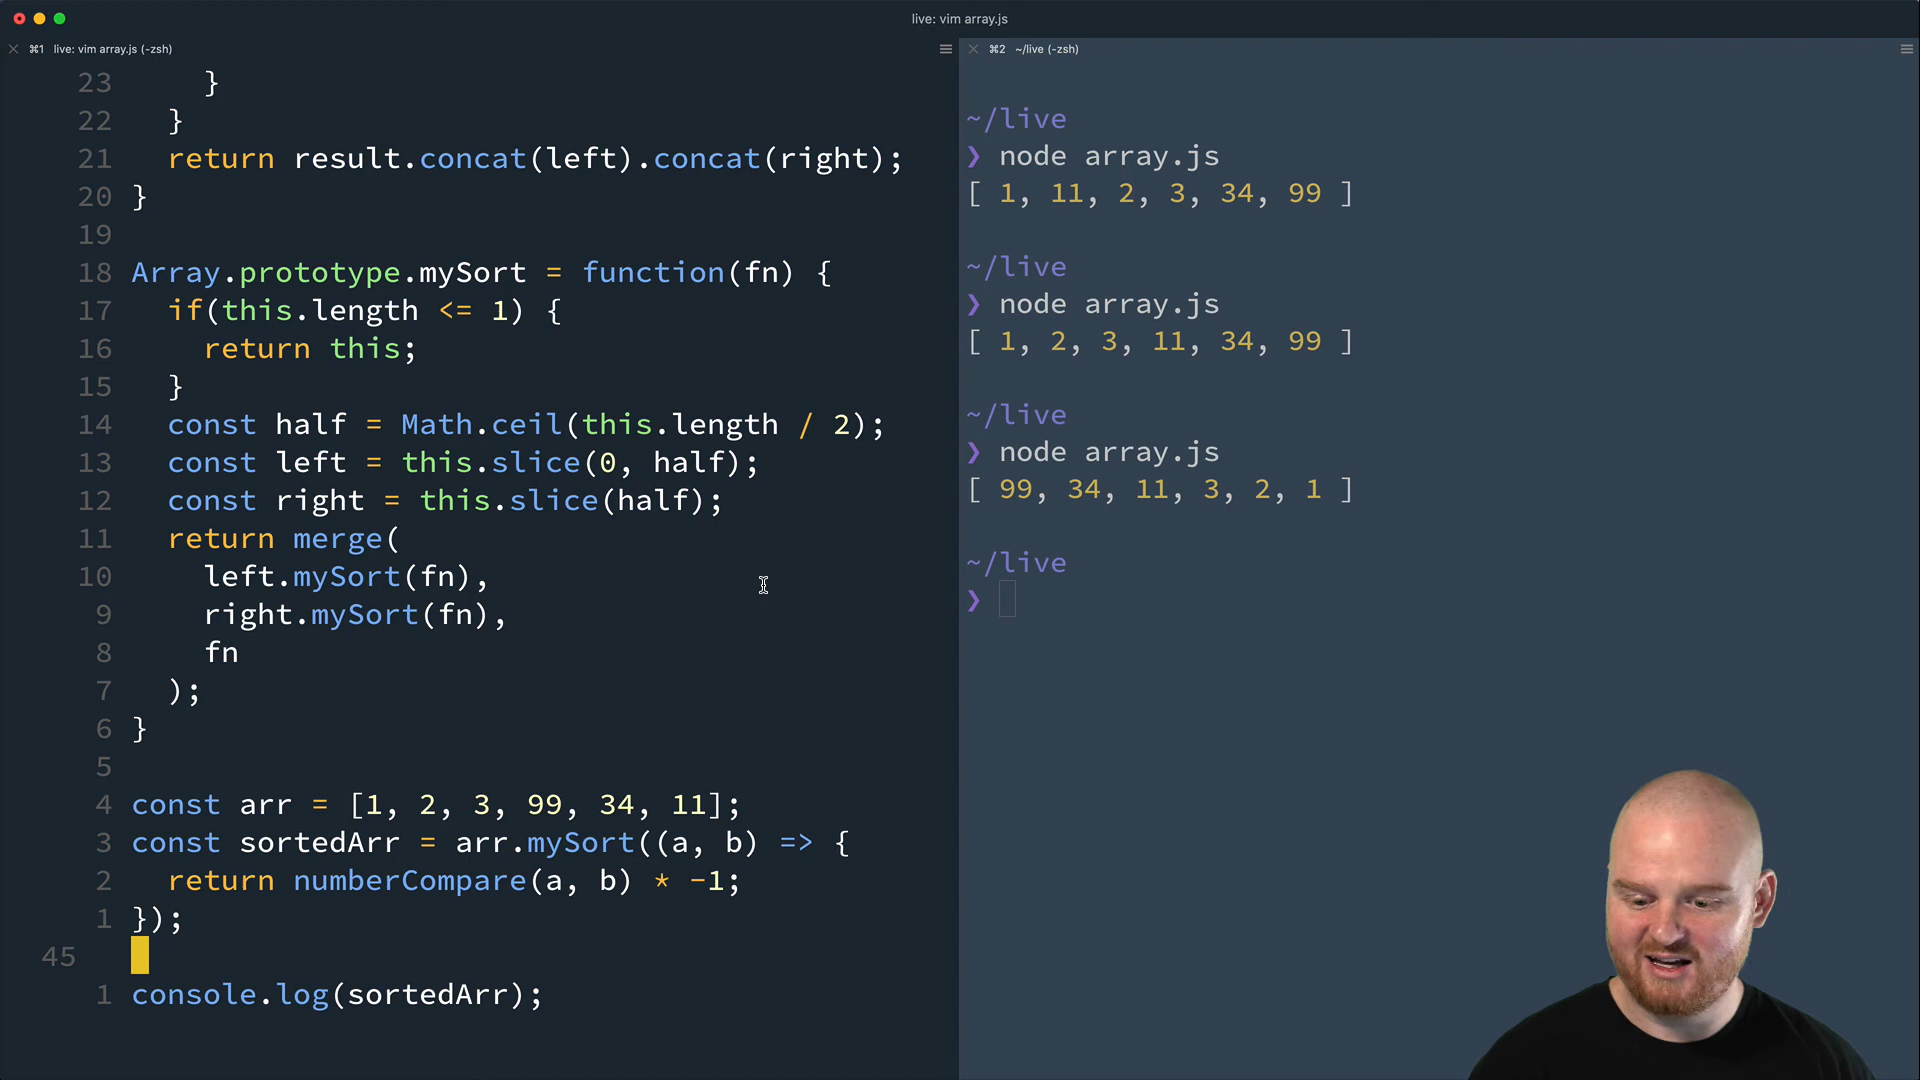 live: vim array.js
⌘1 live: vim array.js (-zsh)
23 }
22 }
21 return result.concat(left).concat(right);
20 }
19
18 Array.prototype.mySort = function(fn) {
17 if(this.length <= 1) {
16 return this;
15 }
14 const half = Math.ceil(this.length / 2);
13 const left = this.slice(0, half);
12 const right = this.slice(half);
11 return merge(
10 left.mySort(fn),
9 right.mySort(fn),
8 fn
7 );
6 }
5
4 const arr = [1, 2, 3, 99, 34, 11];
3 const sortedArr = arr.mySort((a, b) => {
2 return numberCompare(a, b) * -1;
1 });
45
1 console.log(sortedArr);
⌘2 ~/live (-zsh)
~/live
❯ node array.js
[ 1, 11, 2, 3, 34, 99 ]
~/live
❯ node array.js
[ 1, 2, 3, 11, 34, 99 ]
~/live
❯ node array.js
[ 99, 34, 11, 3, 2, 1 ]
~/live
❯